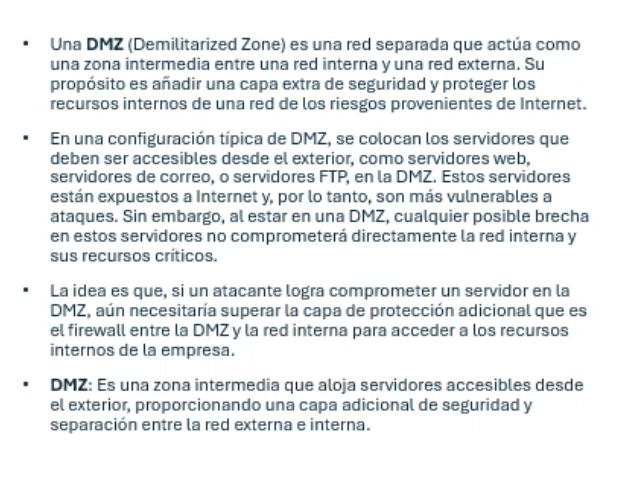 • Una DMZ (Demilitarized Zone) es una red separada que actúa como
una zona intermedia entre una red interna y una red externa. Su
propósito es añadir una capa extra de seguridad y proteger los
recursos internos de una red de los riesgos provenientes de Internet.
• En una configuración típica de DMZ, se colocan los servidores que
deben ser accesibles desde el exterior, como servidores web,
servidores de correo, o servidores FTP, en la DMZ. Estos servidores
están expuestos a Internet y, por lo tanto, son más vulnerables a
ataques. Sin embargo, al estar en una DMZ, cualquier posible brecha
en estos servidores no comprometerá directamente la red interna y
sus recursos críticos.
• La idea es que, si un atacante logra comprometer un servidor en la
DMZ, aún necesitaría superar la capa de protección adicional que es
el firewall entre la DMZ y la red interna para acceder a los recursos
internos de la empresa.
• DMZ: Es una zona intermedia que aloja servidores accesibles desde
el exterior, proporcionando una capa adicional de seguridad y
separación entre la red externa e interna.